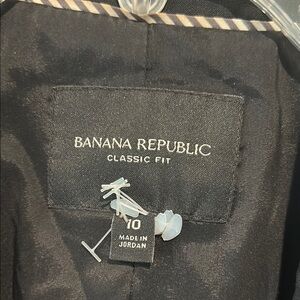 BANANA REPUBLIC
CLASSIC FIT
10
MADE IN
JORDAN